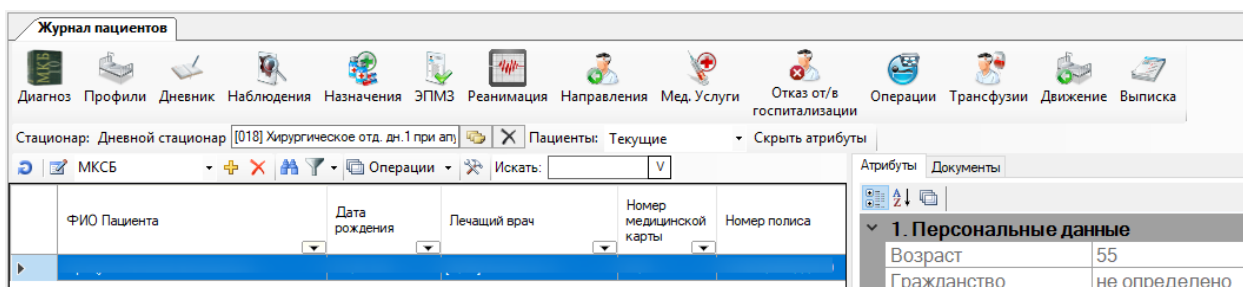 Журнал пациентов
МКБ 10
Диагноз Профили Дневник Наблюдения Назначения ЭПМЗ Реанимация Направления Мед. Услуги Отказ от/в госпитализации Операции Трансфузии Движение Выписка
Стационар: Дневной стационар [018] Хирургическое отд. дн.1 при Пациенты: Текущие Скрыть атрибуты
МКСБ Операции Искать: V
Атрибуты Документы
ФИО Пациента Дата рождения Лечащий врач Номер медицинской карты Номер полиса
1. Персональные данные
Возраст 55
Гражданство не определено